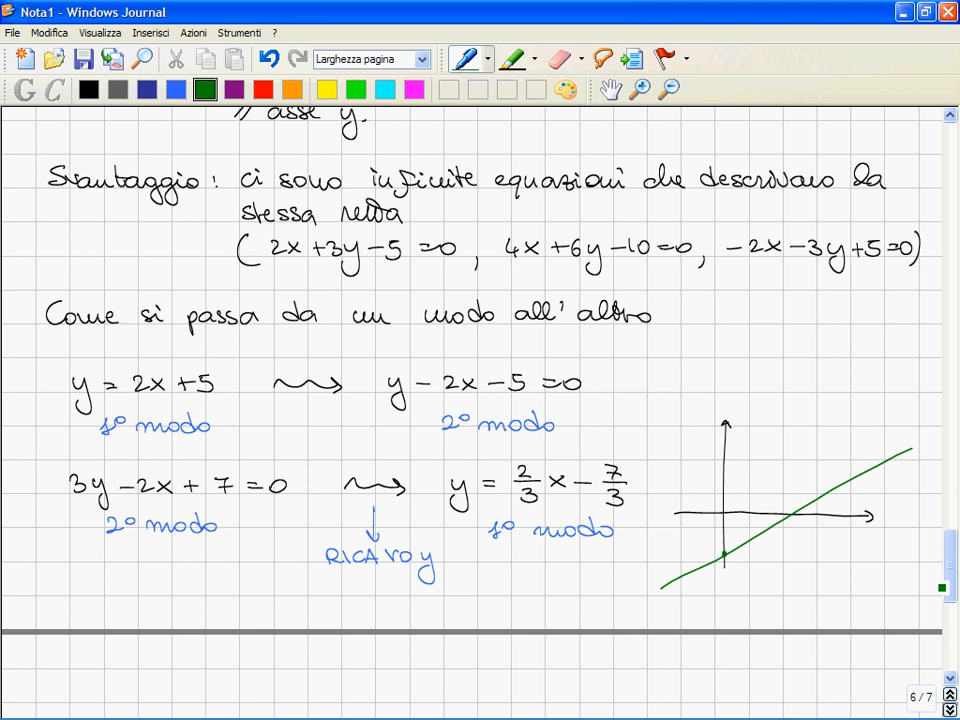 Nota1 - Windows Journal
File Modifica Visualizza Inserisci Azioni Strumenti ?
Larghezza pagina
G C
// asse y.
Svantaggio: ci sono infinite equazioni che descrivono la
stessa retta
( 2x+3y-5=0, 4x+6y-10=0, -2x-3y+5=0)
Come si passa da un modo all'altro
y = 2x+5 y-2x-5=0
1° modo 2° modo
3y-2x+7=0 y = 2/3 x - 7/3
2° modo 1° modo
RICAVO y
6 / 7